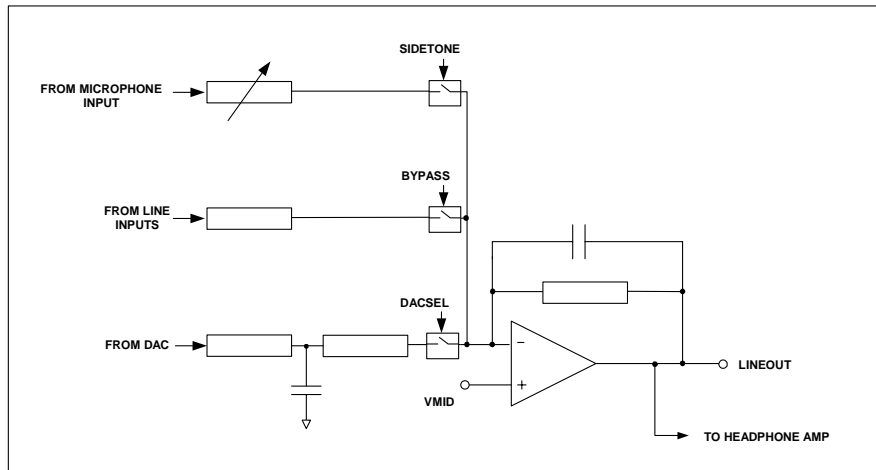 SIDETONE
FROM MICROPHONE
INPUT
BYPASS
FROM LINE
INPUTS
DACSEL
FROM DAC
−
+
VMID
LINEOUT
TO HEADPHONE AMP